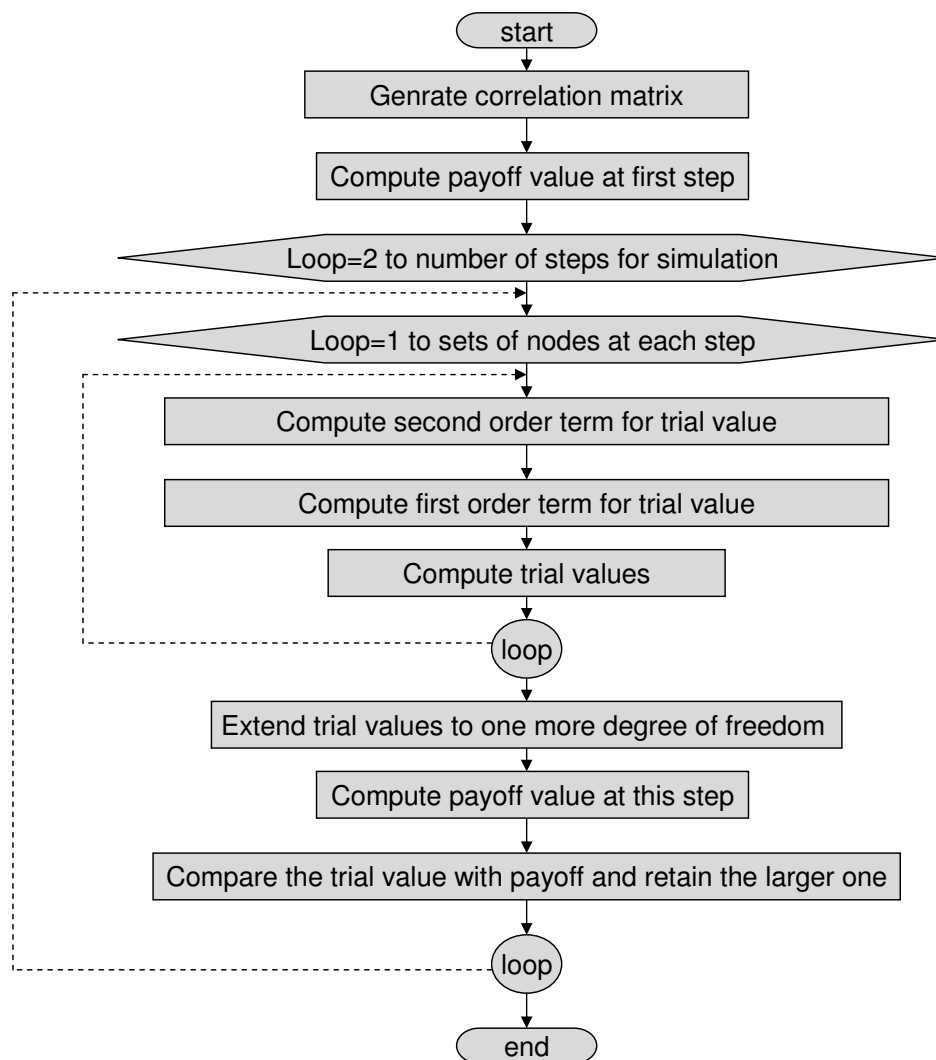 start
Genrate correlation matrix
Compute payoff value at first step
Loop=2 to number of steps for simulation
Loop=1 to sets of nodes at each step
Compute second order term for trial value
Compute first order term for trial value
Compute trial values
loop
Extend trial values to one more degree of freedom
Compute payoff value at this step
Compare the trial value with payoff and retain the larger one
loop
end